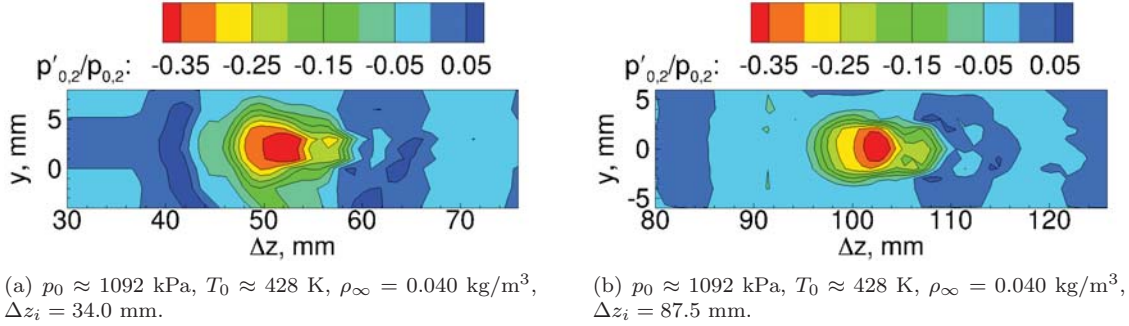 p'0,2/p0,2: -0.35 -0.25 -0.15 -0.05 0.05
y, mm
5
0
30 40 50 60 70
Δz, mm
(a) p0 ≈ 1092 kPa, T0 ≈ 428 K, ρ∞ = 0.040 kg/m3,
Δzi = 34.0 mm.
p'0,2/p0,2: -0.35 -0.25 -0.15 -0.05 0.05
y, mm
5
0
-5
80 90 100 110 120
Δz, mm
(b) p0 ≈ 1092 kPa, T0 ≈ 428 K, ρ∞ = 0.040 kg/m3,
Δzi = 87.5 mm.